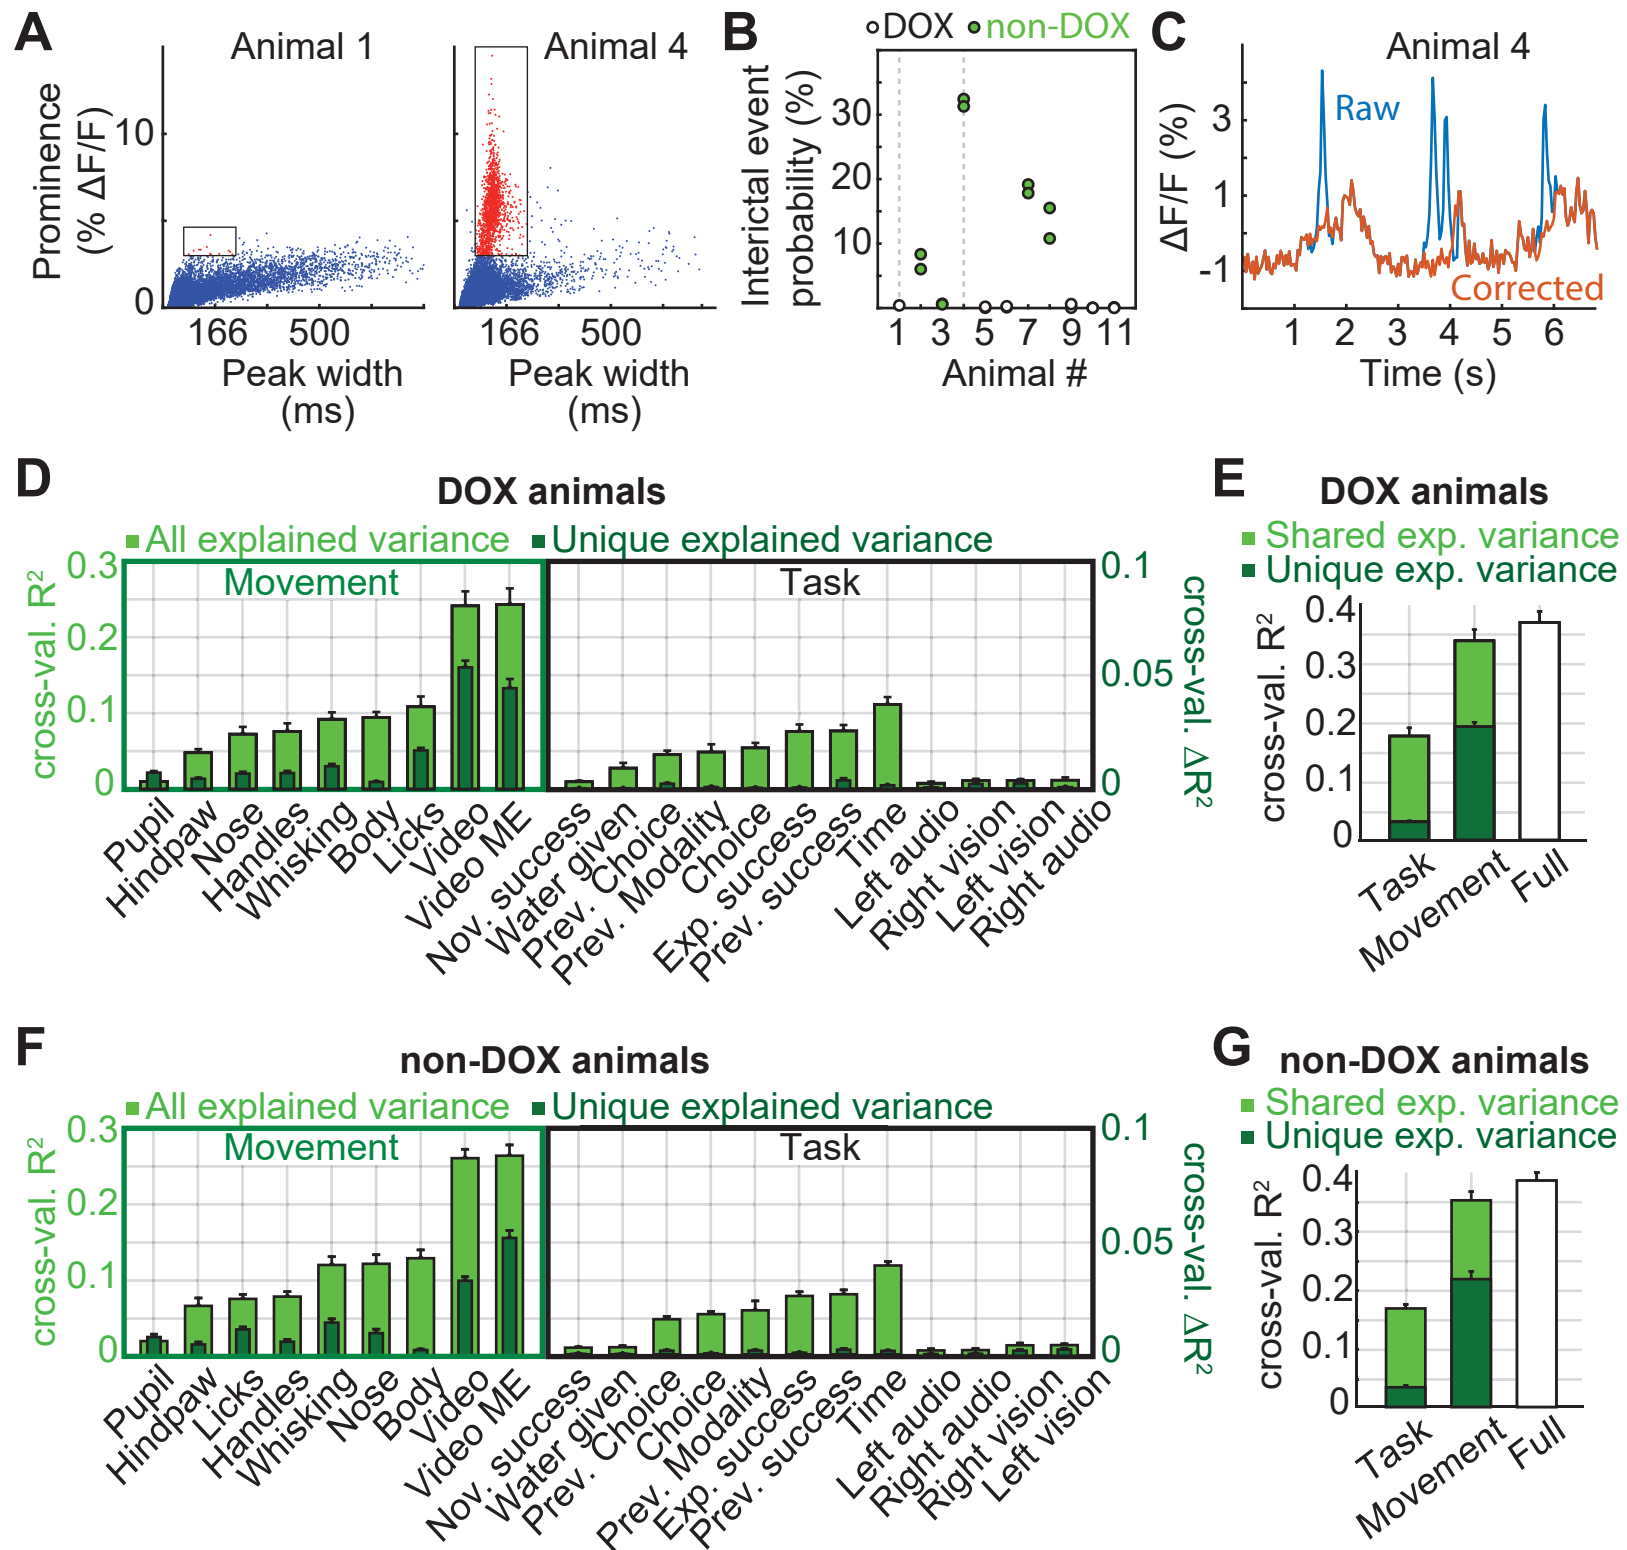 A
Animal 1
Animal 4
Prominence
(% ΔF/F)
10
0
166
500
166
500
Peak width
(ms)
Peak width
(ms)
B
DOX
non-DOX
Interictal event
probability (%)
30
20
10
1
3
5
7
9
11
Animal #
C
Animal 4
ΔF/F (%)
3
1
-1
Raw
Corrected
1
2
3
4
5
6
Time (s)
D
DOX animals
All explained variance
Unique explained variance
Movement
Task
cross-val. R²
0.3
0.2
0.1
0
0.1
0.05
0
cross-val. ΔR²
Pupil
Hindpaw
Nose
Handles
Whisking
Body
Licks
Video
Video ME
Nov. success
Water given
Prev. Choice
Prev. Modality
Choice
Exp. success
Prev. success
Time
Left audio
Right vision
Left vision
Right audio
E
DOX animals
Shared exp. variance
Unique exp. variance
cross-val. R²
0.4
0.3
0.2
0.1
0
Task
Movement
Full
F
non-DOX animals
All explained variance
Unique explained variance
Movement
Task
cross-val. R²
0.3
0.2
0.1
0
0.1
0.05
0
cross-val. ΔR²
Pupil
Hindpaw
Licks
Handles
Whisking
Nose
Body
Video
Video ME
Nov. success
Water given
Prev. Choice
Choice
Prev. Modality
Exp. success
Prev. success
Time
Left audio
Right audio
Right vision
Left vision
G
non-DOX animals
Shared exp. variance
Unique exp. variance
cross-val. R²
0.4
0.3
0.2
0.1
0
Task
Movement
Full